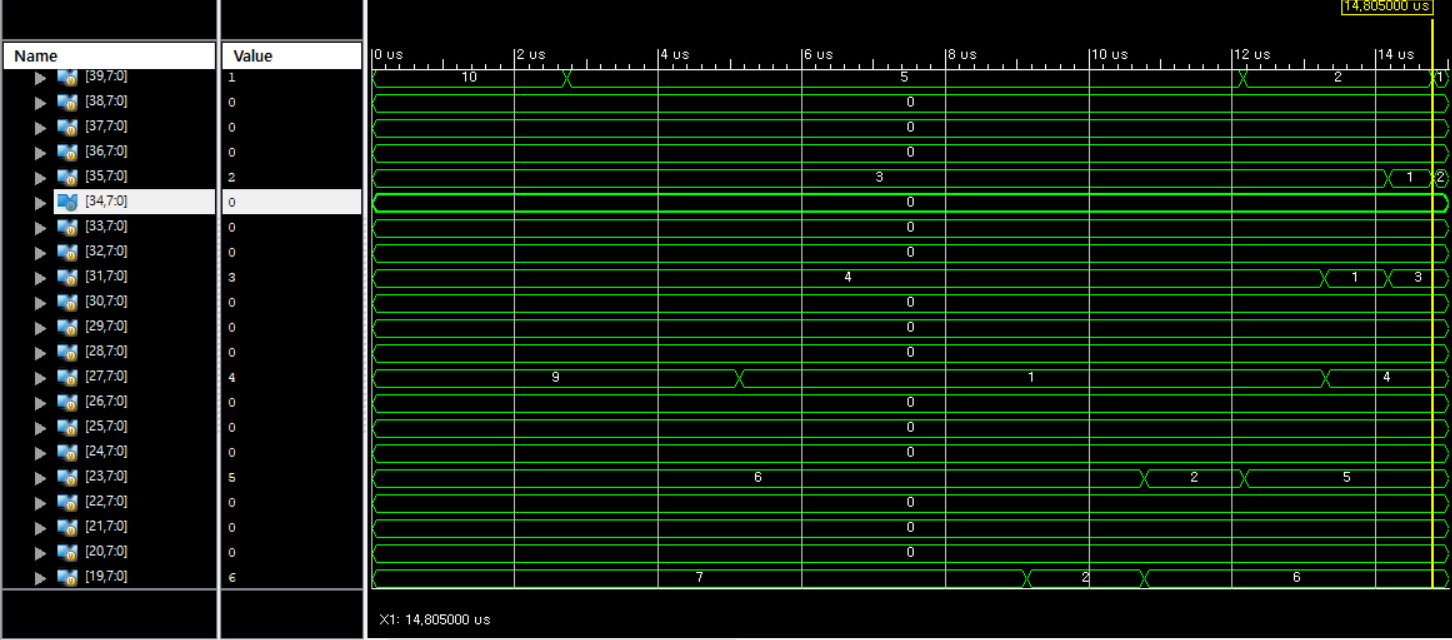 14,805000 us
Name Value 0 us 2 us 4 us 6 us 8 us 10 us 12 us 14 us
[39,7:0] 1 10 5 2 1
[38,7:0] 0 0
[37,7:0] 0 0
[36,7:0] 0 0
[35,7:0] 2 3 1 2
[34,7:0] 0 0
[33,7:0] 0 0
[32,7:0] 0 0
[31,7:0] 3 4 1 3
[30,7:0] 0 0
[29,7:0] 0 0
[28,7:0] 0 0
[27,7:0] 4 9 1 4
[26,7:0] 0 0
[25,7:0] 0 0
[24,7:0] 0 0
[23,7:0] 5 6 2 5
[22,7:0] 0 0
[21,7:0] 0 0
[20,7:0] 0 0
[19,7:0] 6 7 2 6
X1: 14,805000 us